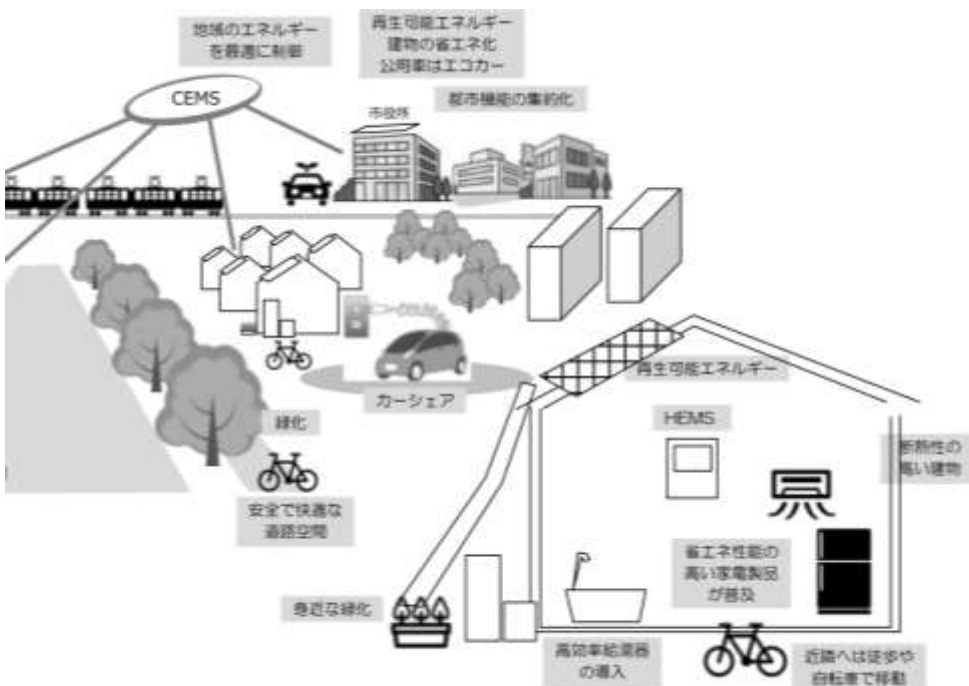 地域のエネルギー
を最適に制御
再生可能エネルギー
建物の省エネ化
公用車はエコカー
CEMS
都市機能の集約化
市役所
カーシェア
再生可能エネルギー
緑化
HEMS
断熱性の
高い建物
安全で快適な
道路空間
省エネ性能の
高い家電製品
が普及
身近な緑化
高効率給湯器
の導入
近隣へは徒歩や
自転車で移動